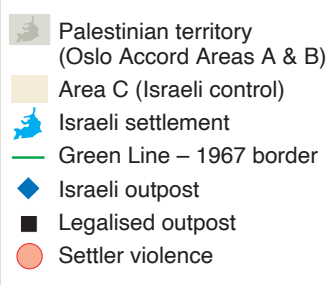 Palestinian territory
(Oslo Accord Areas A & B)
Area C (Israeli control)
Israeli settlement
Green Line – 1967 border
Israeli outpost
Legalised outpost
Settler violence